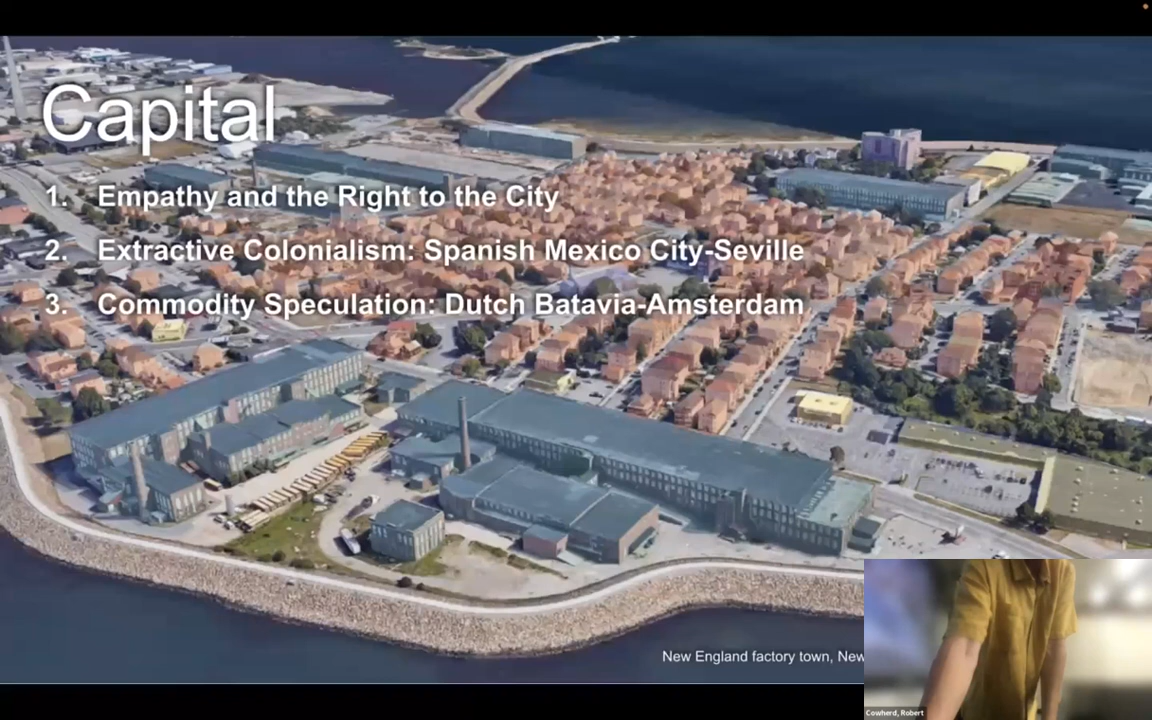 Capital
1. Empathy and the Right to the City
2. Extractive Colonialism: Spanish Mexico City-Seville
3. Commodity Speculation: Dutch Batavia-Amsterdam
New England factory town, New
Cowherd, Robert